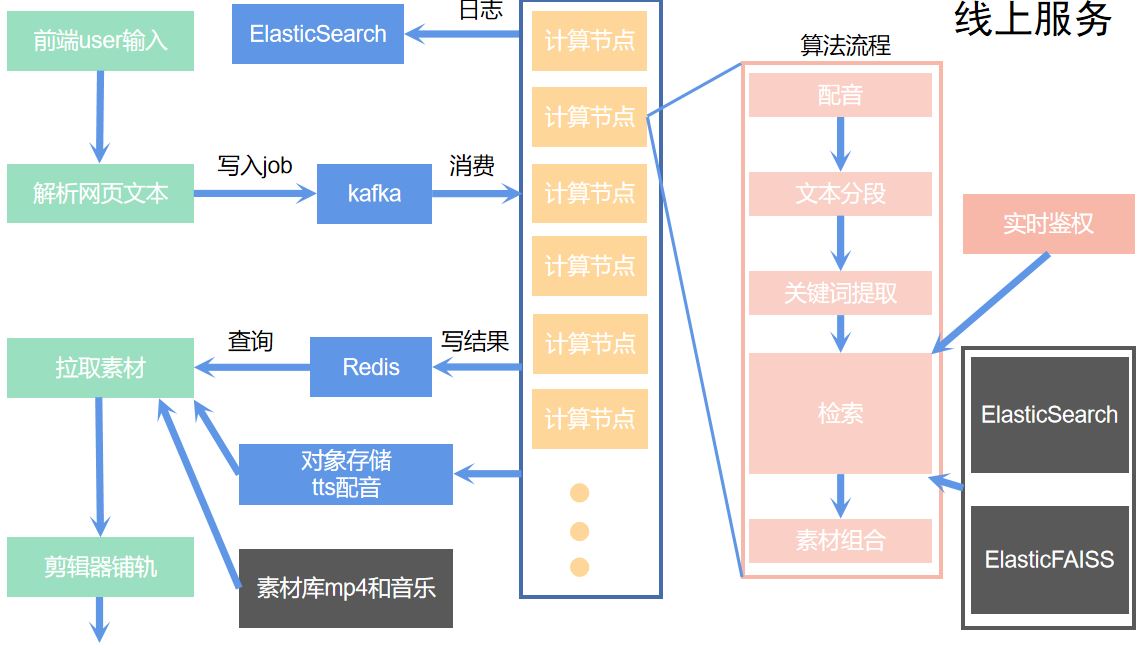 线上服务
前端user输入
ElasticSearch
日志
计算节点
算法流程
配音
计算节点
解析网页文本
写入job
kafka
消费
计算节点
文本分段
实时鉴权
计算节点
关键词提取
拉取素材
查询
Redis
写结果
计算节点
检索
ElasticSearch
计算节点
对象存储
tts配音
素材组合
ElasticFAISS
剪辑器铺轨
素材库mp4和音乐